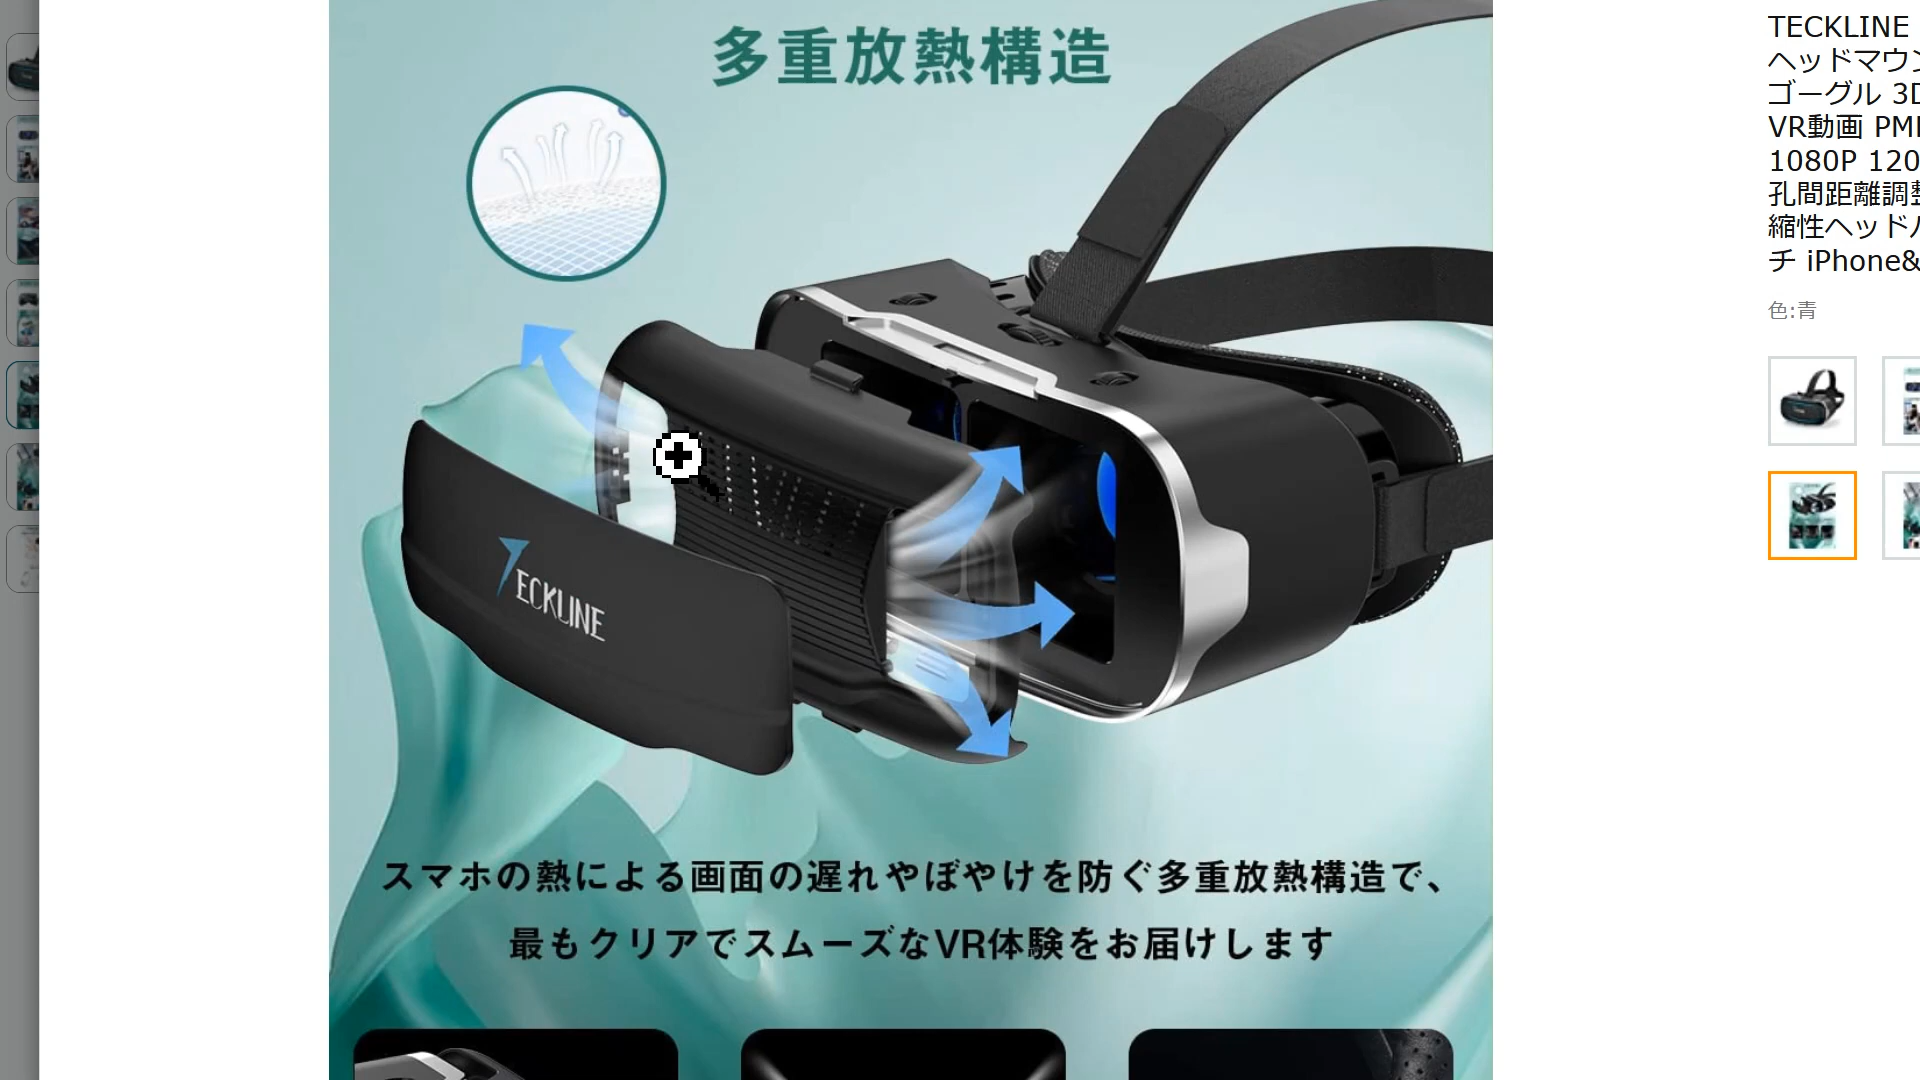 多重放熱構造
TECKLINE
スマホの熱による画面の遅れやぼやけを防ぐ多重放熱構造で、
最もクリアでスムーズなVR体験をお届けします
TECKLINE
ヘッドマウン
ゴーグル 3D
VR動画
1080P 120
孔間距離調整
縮性ヘッド
チ iPhone&
色:青